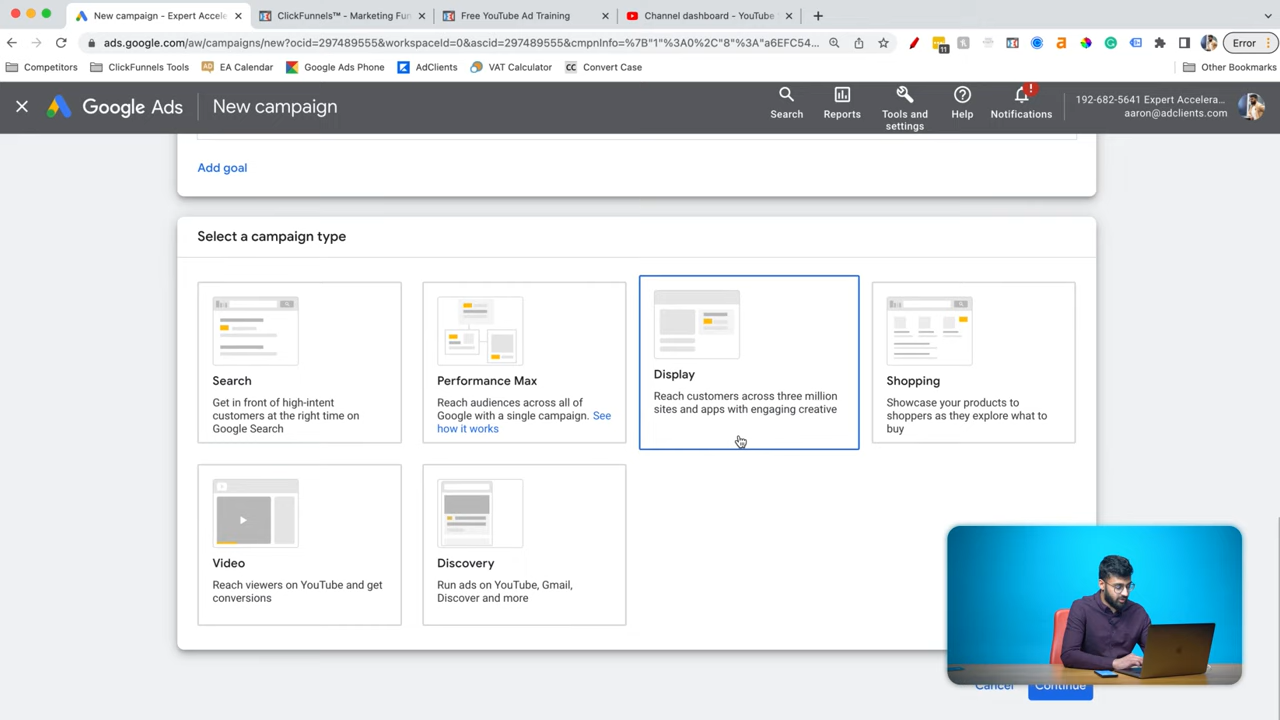 New campaign - Expert Accele
ClickFunnels™ - Marketing Fun
Free YouTube Ad Training
Channel dashboard - YouTube
ads.google.com/aw/campaigns/new?ocid=297489555&workspaceId=0&ascid=297489555&cmpnInfo=%7B"1"%3A0%2C"8"%3A"a6EFC54...
11
Error
Competitors
ClickFunnels Tools
EA Calendar
Google Ads Phone
AdClients
VAT Calculator
Convert Case
Other Bookmarks
Google Ads
New campaign
Search
Reports
Tools and settings
Help
Notifications
192-682-5641 Expert Accelera...
aaron@adclients.com
Add goal
Select a campaign type
Search
Get in front of high-intent
customers at the right time on
Google Search
Performance Max
Reach audiences across all of
Google with a single campaign. See
how it works
Display
Reach customers across three million
sites and apps with engaging creative
Shopping
Showcase your products to
shoppers as they explore what to
buy
Video
Reach viewers on YouTube and get
conversions
Discovery
Run ads on YouTube, Gmail,
Discover and more
Cancel
Continue